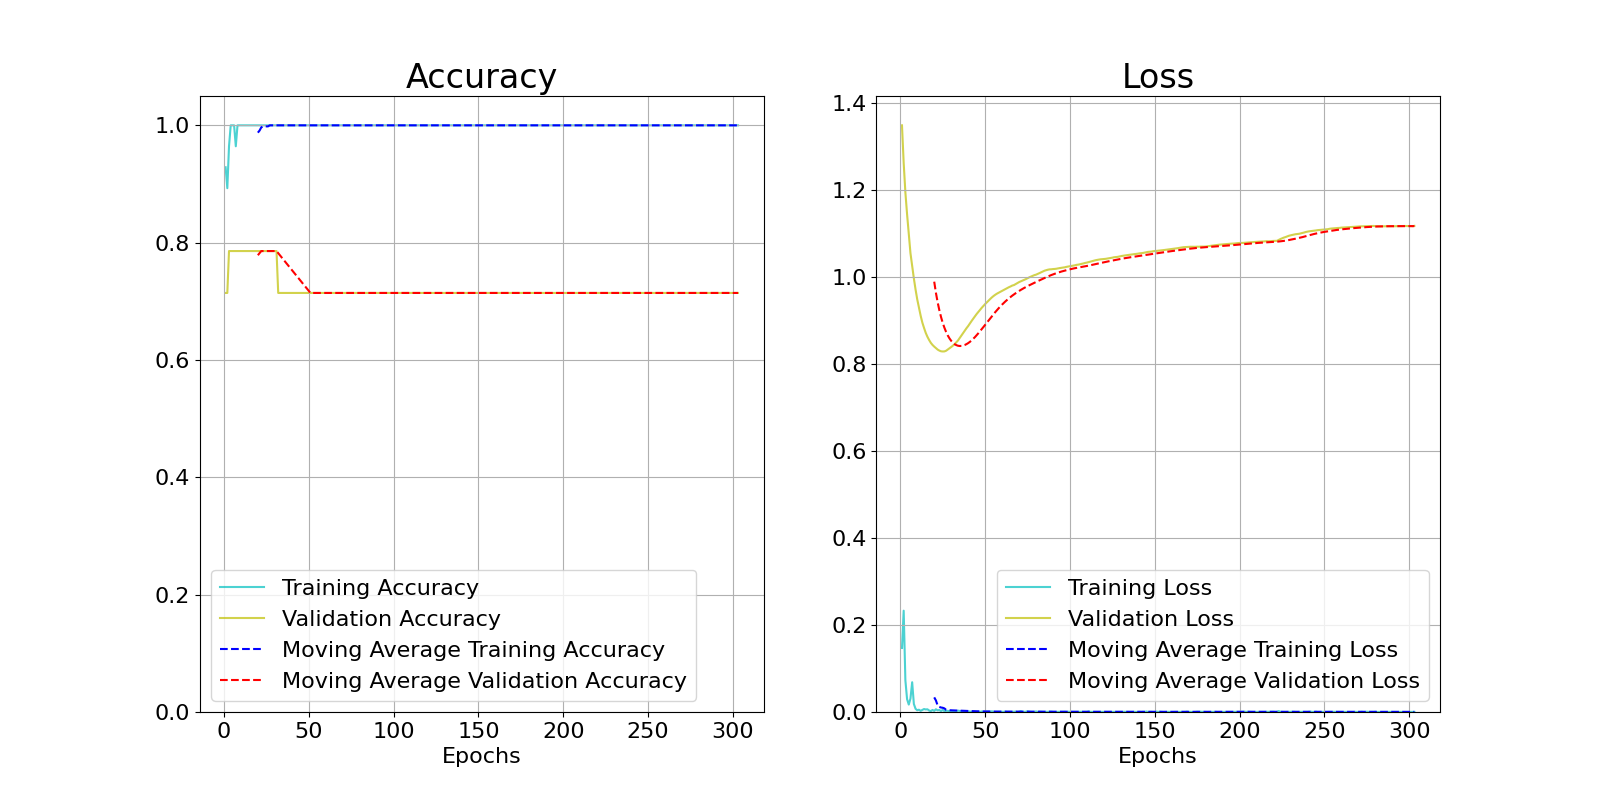 Accuracy
1.0
0.8
0.6
0.4
0.2
0.0
0 50 100 150 200 250 300
Epochs
Training Accuracy
Validation Accuracy
Moving Average Training Accuracy
Moving Average Validation Accuracy
Loss
1.4
1.2
1.0
0.8
0.6
0.4
0.2
0.0
0 50 100 150 200 250 300
Epochs
Training Loss
Validation Loss
Moving Average Training Loss
Moving Average Validation Loss